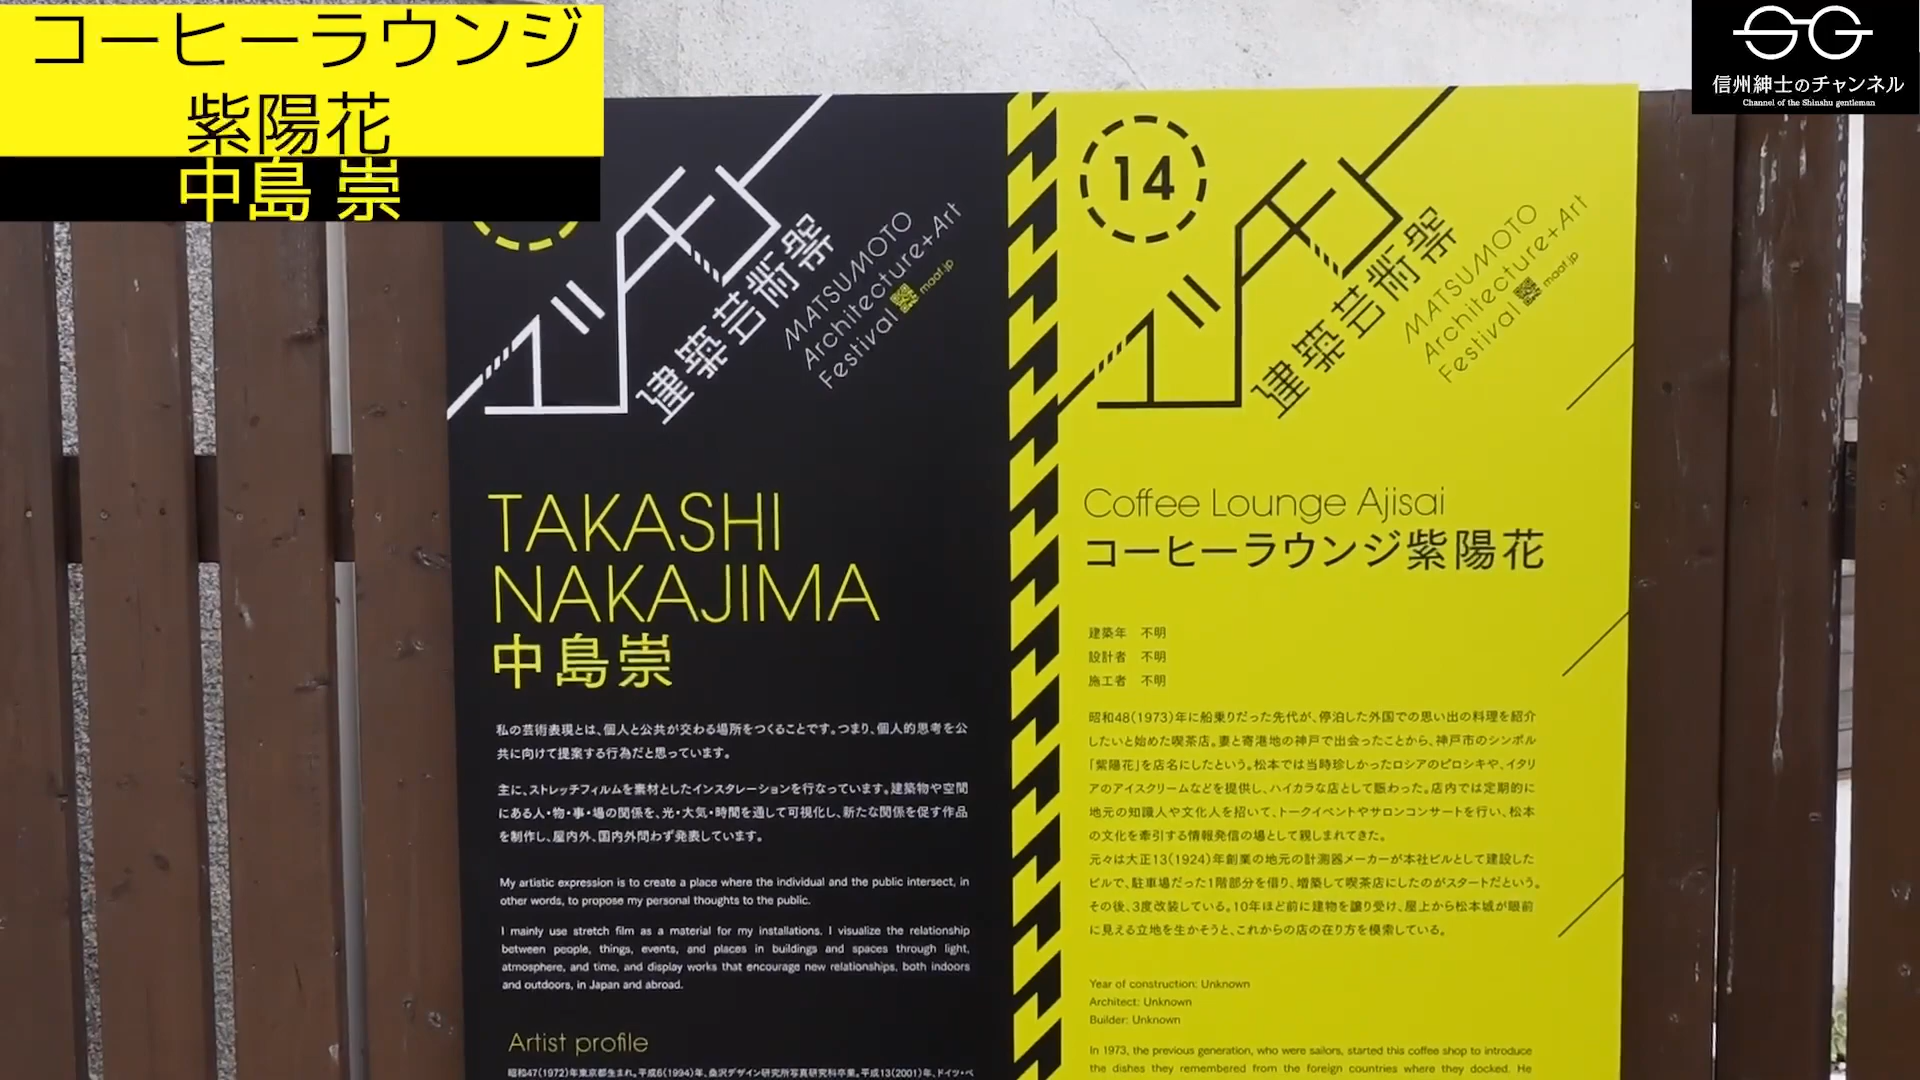 コーヒーラウンジ
紫陽花
中島 崇
SG
信州紳士のチャンネル
Channel of the Shinshu gentleman
建築芸術祭
MATSUMOTO
Architecture+Art
Festival
maaf.jp
TAKASHI
NAKAJIMA
中島崇
私の芸術表現とは、個人と公共が交わる場所をつくることです。つまり、個人的思考を公
共に向けて提案する行為だと思っています。
主に、ストレッチフィルムを素材としたインスタレーションを行なっています。建築物や空間
にある人・物・事・場の関係を、光・大気・時間を通して可視化し、新たな関係を促す作品
を制作し、屋内外、国内外問わず発表しています。
My artistic expression is to create a place where the individual and the public intersect, in
other words, to propose my personal thoughts to the public.
I mainly use stretch film as a material for my installations. I visualize the relationship
between people, things, events, and places in buildings and spaces through light,
atmosphere, and time, and display works that encourage new relationships, both indoors
and outdoors, in Japan and abroad.
Artist profile
昭和47(1972)年東京都生まれ。平成6(1994)年、桑沢デザイン研究所写真研究科卒業。平成13(2001)年、ドイツ・ベ
14
建築芸術祭
MATSUMOTO
Architecture+Art
Festival
maaf.jp
Coffee Lounge Ajisai
コーヒーラウンジ紫陽花
建築年 不明
設計者 不明
施工者 不明
昭和48(1973)年に船乗りだった先代が、停泊した外国での思い出の料理を紹介
したいと始めた喫茶店。妻と寄港地の神戸で出会ったことから、神戸市のシンボル
「紫陽花」を店名にしたという。松本では当時珍しかったロシアのピロシキや、イタリ
アのアイスクリームなどを提供し、ハイカラな店として賑わった。店内では定期的に
地元の知識人や文化人を招いて、トークイベントやサロンコンサートを行い、松本
の文化を牽引する情報発信の場として親しまれてきた。
元々は大正13(1924)年創業の地元の計測器メーカーが本社ビルとして建設した
ビルで、駐車場だった1階部分を借り、増築して喫茶店にしたのがスタートだという。
その後、3度改装している。10年ほど前に建物を譲り受け、屋上から松本城が眼前
に見える立地を生かそうと、これからの店の在り方を模索している。
Year of construction: Unknown
Architect: Unknown
Builder: Unknown
In 1973, the previous generation, who were sailors, started this coffee shop to introduce
the dishes they remembered from the foreign countries where they docked. He